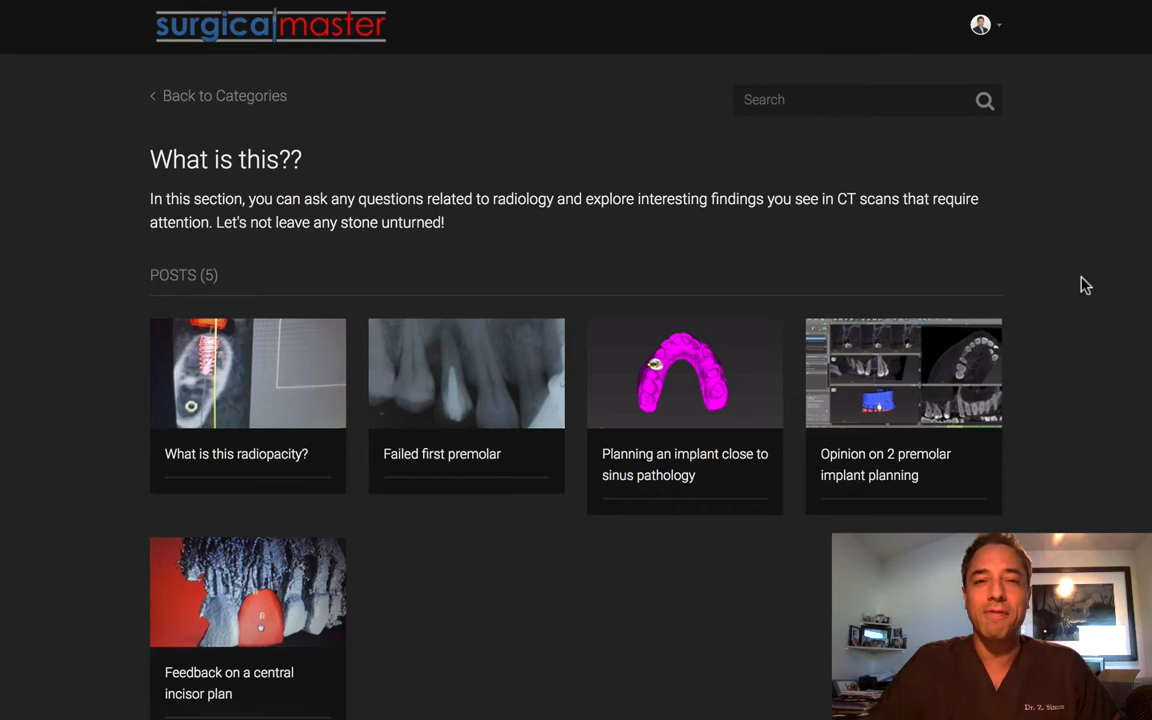 surgicalmaster
< Back to Categories
Search
What is this??
In this section, you can ask any questions related to radiology and explore interesting findings you see in CT scans that require
attention. Let's not leave any stone unturned!
POSTS (5)
What is this radiopacity?
Failed first premolar
Planning an implant close to
sinus pathology
Opinion on 2 premolar
implant planning
Feedback on a central
incisor plan